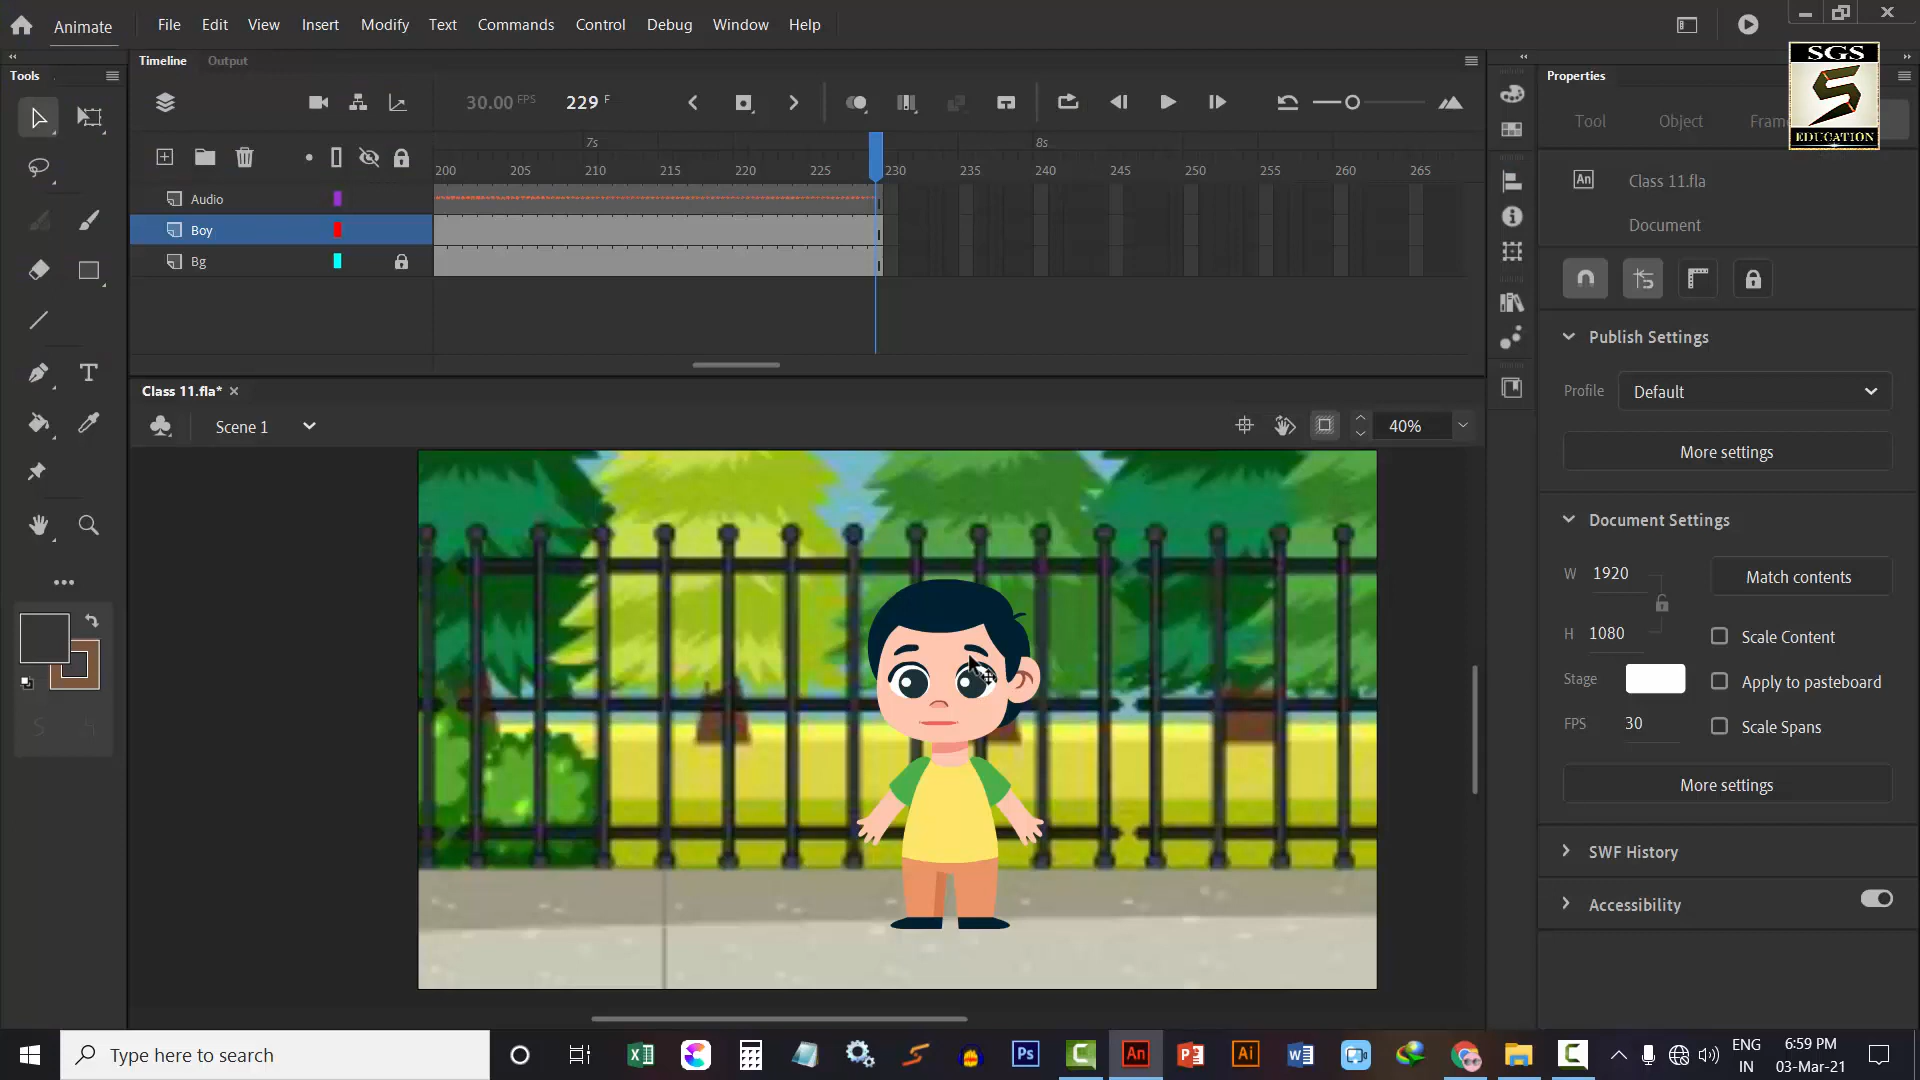 Animate
File
Edit
View
Insert
Modify
Text
Commands
Control
Debug
Window
Help
Timeline
Output
Tools
30.00 FPS
229 F
7s
8s
200
205
210
215
220
225
230
235
240
245
250
255
260
265
Audio
Boy
Bg
Class 11.fla*
Scene 1
40%
Properties
SGS
EDUCATION
Tool
Object
Class 11.fla
Document
Publish Settings
Profile
Default
More settings
Document Settings
W 1920
Match contents
H 1080
Scale Content
Stage
Apply to pasteboard
FPS 30
Scale Spans
More settings
SWF History
Accessibility
Type here to search
Ps
An
Ai
ENG
IN
6:59 PM
03-Mar-21